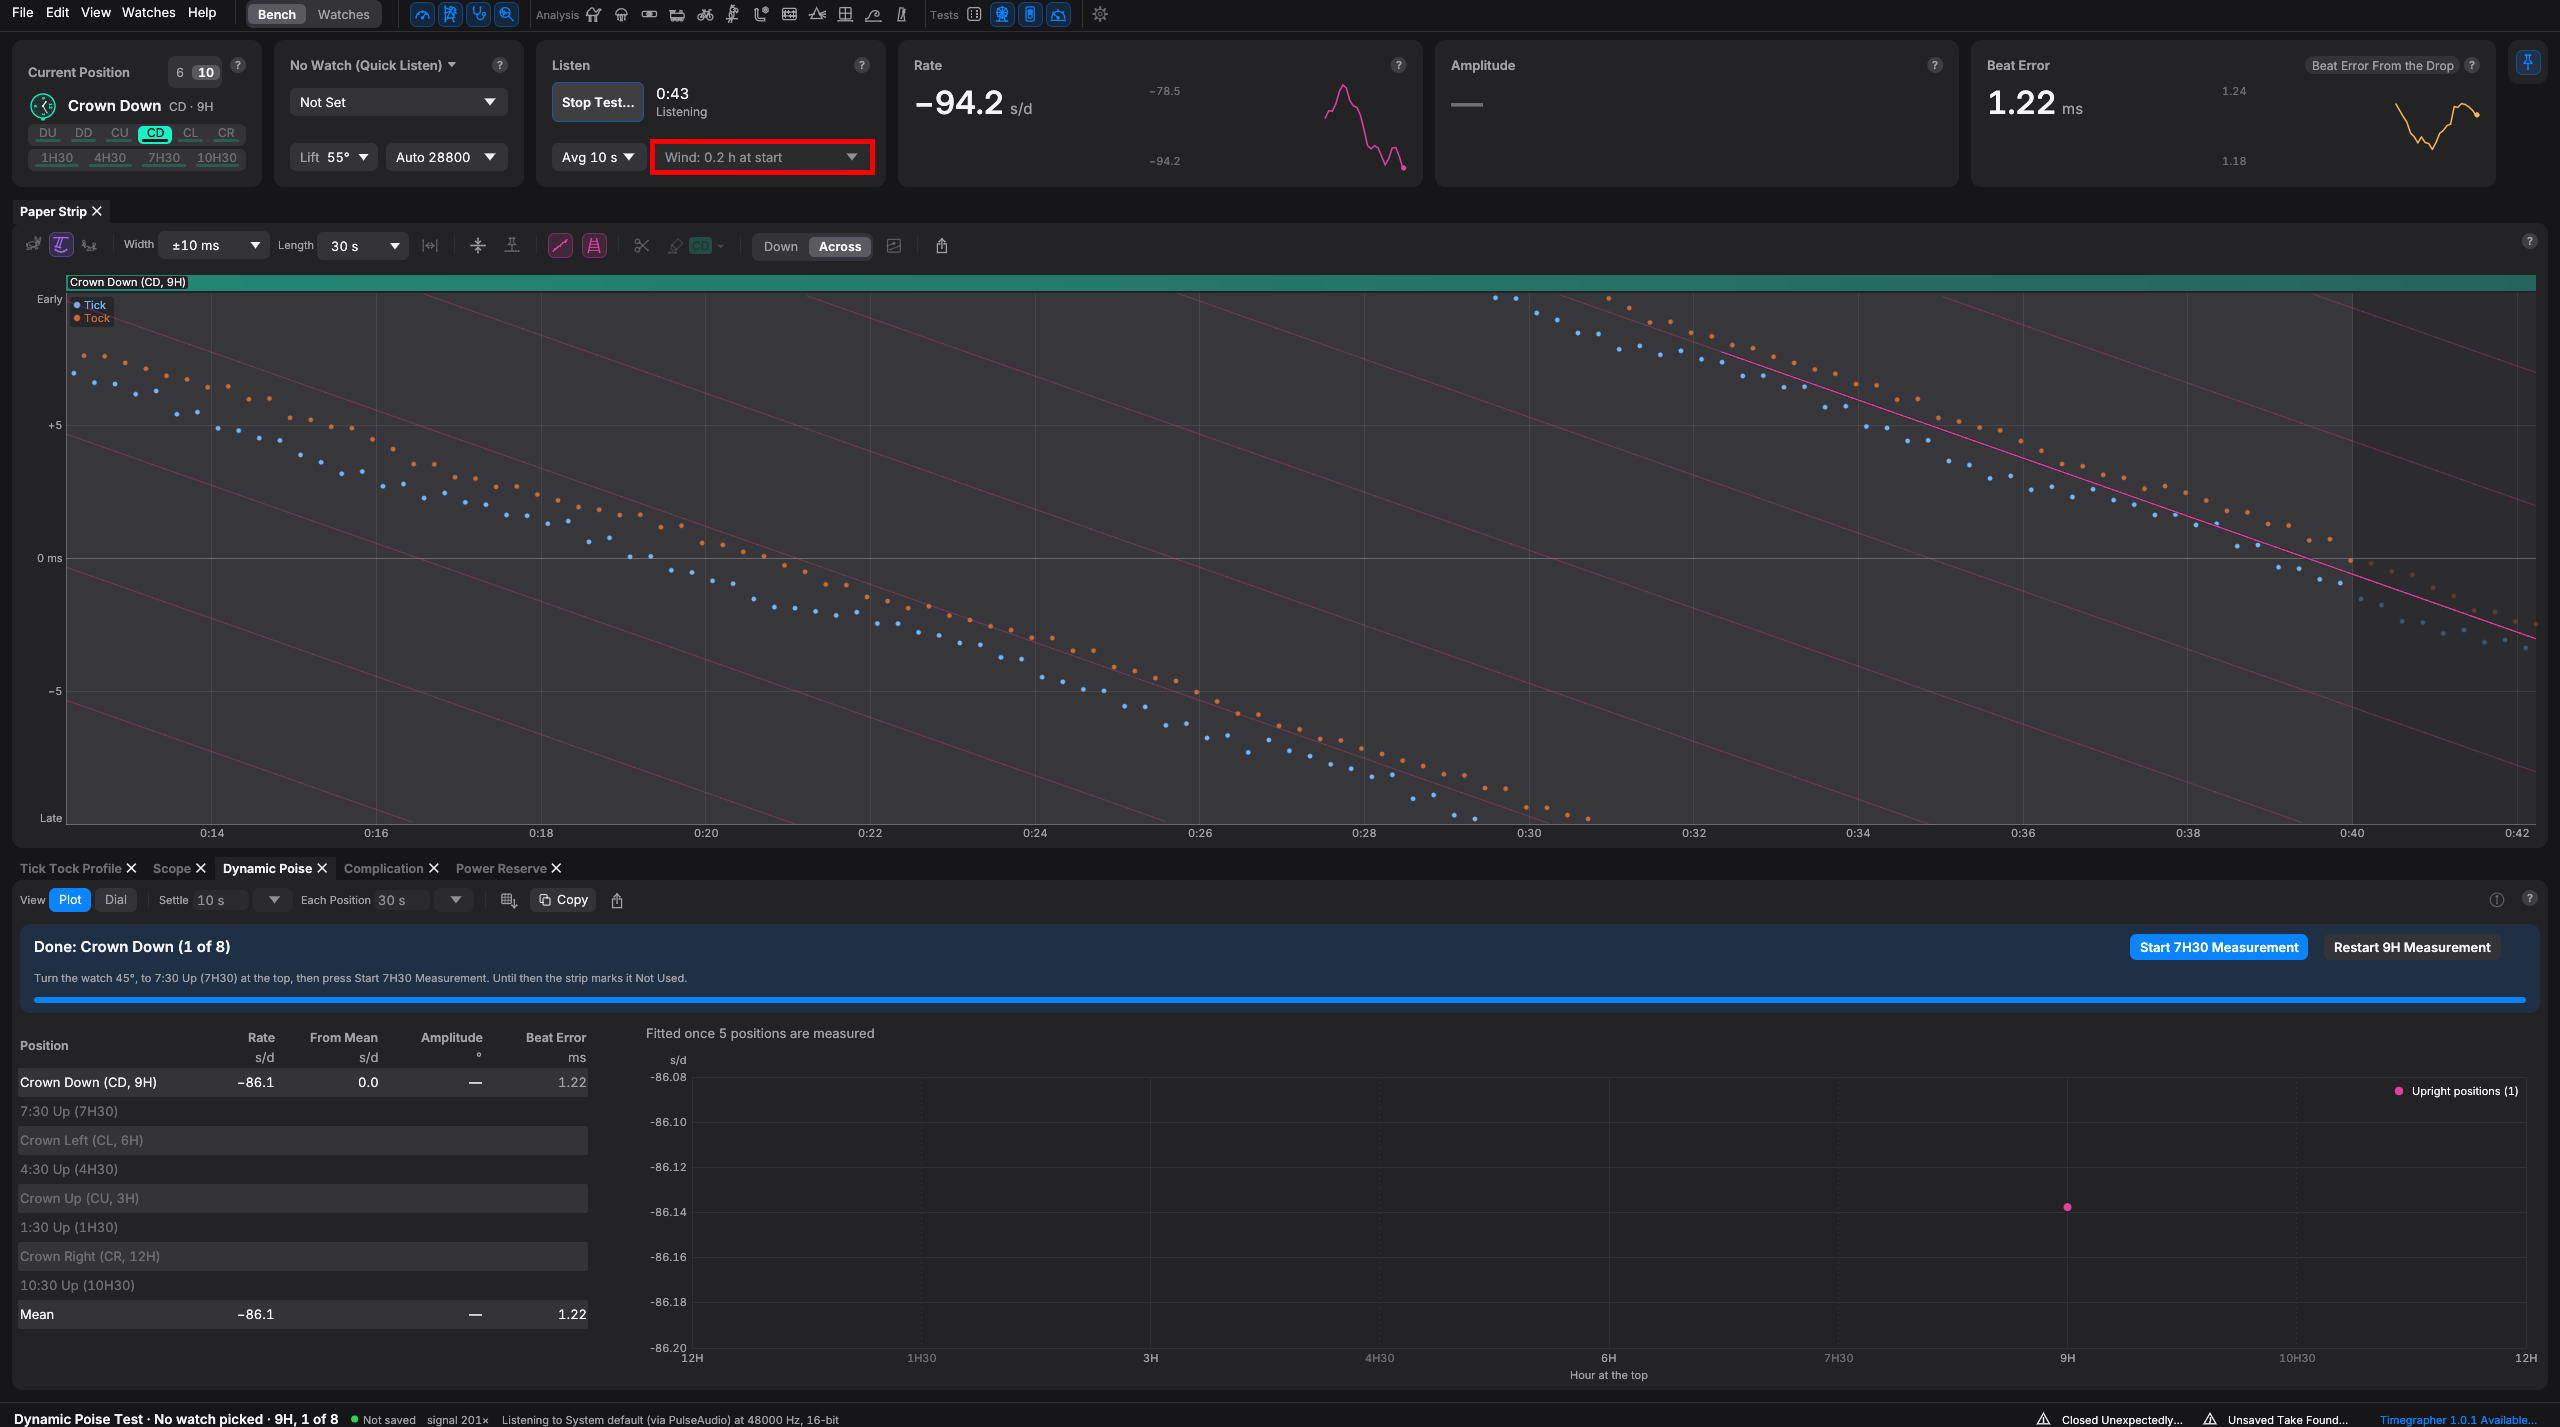 File Edit View Watches Help Bench Watches Analysis Tests
Current Position 6 10 ?
Crown Down CD · 9H
DU DD CU CD CL CR
1H30 4H30 7H30 10H30
No Watch (Quick Listen) ?
Not Set
Lift 55° Auto 28800
Listen ?
Stop Test... 0:43
Listening
Avg 10 s Wind: 0.2 h at start
Rate ?
−94.2 s/d
−78.5
−94.2
Amplitude ?
—
Beat Error Beat Error From the Drop ?
1.22 ms
1.24
1.18
Paper Strip
Width ±10 ms Length 30 s CD Down Across ?
Crown Down (CD, 9H)
Early
Tick
Tock
+5
0 ms
−5
Late
0:14 0:16 0:18 0:20 0:22 0:24 0:26 0:28 0:30 0:32 0:34 0:36 0:38 0:40 0:42
Tick Tock Profile Scope Dynamic Poise Complication Power Reserve
View Plot Dial Settle 10 s Each Position 30 s Copy ?
Done: Crown Down (1 of 8)
Start 7H30 Measurement Restart 9H Measurement
Turn the watch 45°, to 7:30 Up (7H30) at the top, then press Start 7H30 Measurement. Until then the strip marks it Not Used.
Position Rate s/d From Mean s/d Amplitude ° Beat Error ms
Crown Down (CD, 9H) −86.1 0.0 — 1.22
7:30 Up (7H30)
Crown Left (CL, 6H)
4:30 Up (4H30)
Crown Up (CU, 3H)
1:30 Up (1H30)
Crown Right (CR, 12H)
10:30 Up (10H30)
Mean −86.1 — 1.22
Fitted once 5 positions are measured
s/d
-86.08
-86.10
-86.12
-86.14
-86.16
-86.18
-86.20
Upright positions (1)
12H 1H30 3H 4H30 6H 7H30 9H 10H30 12H
Hour at the top
Dynamic Poise Test · No watch picked · 9H, 1 of 8 Not saved signal 201× Listening to System default (via PulseAudio) at 48000 Hz, 16-bit Closed Unexpectedly... Unsaved Take Found... Timegrapher 1.0.1 Available...